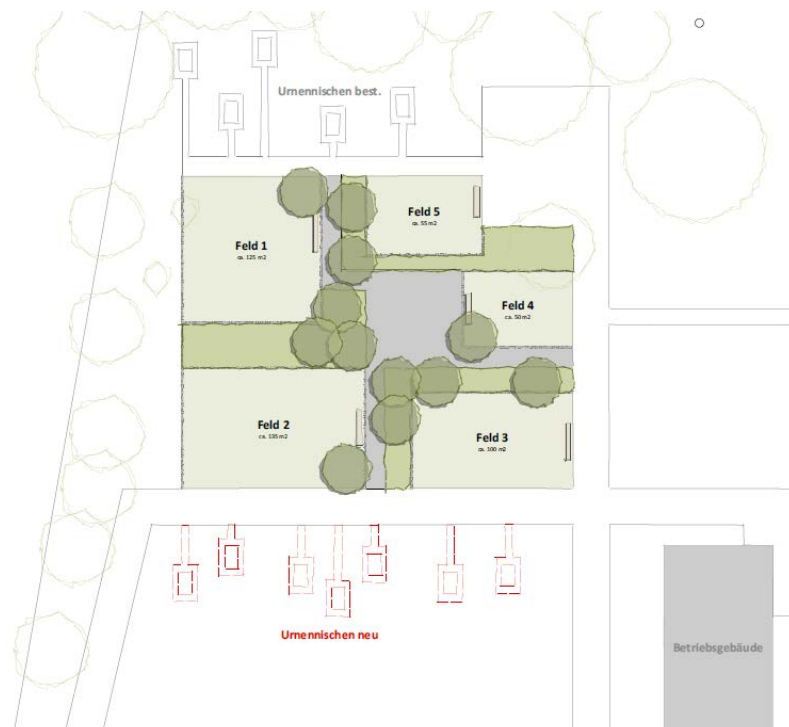 Urnennischen best.
Feld 5
ca. 55 m2
Feld 1
ca. 125 m2
Feld 4
ca. 50 m2
Feld 2
ca. 135 m2
Feld 3
ca. 100 m2
Urnennischen neu
Betriebsgebäude